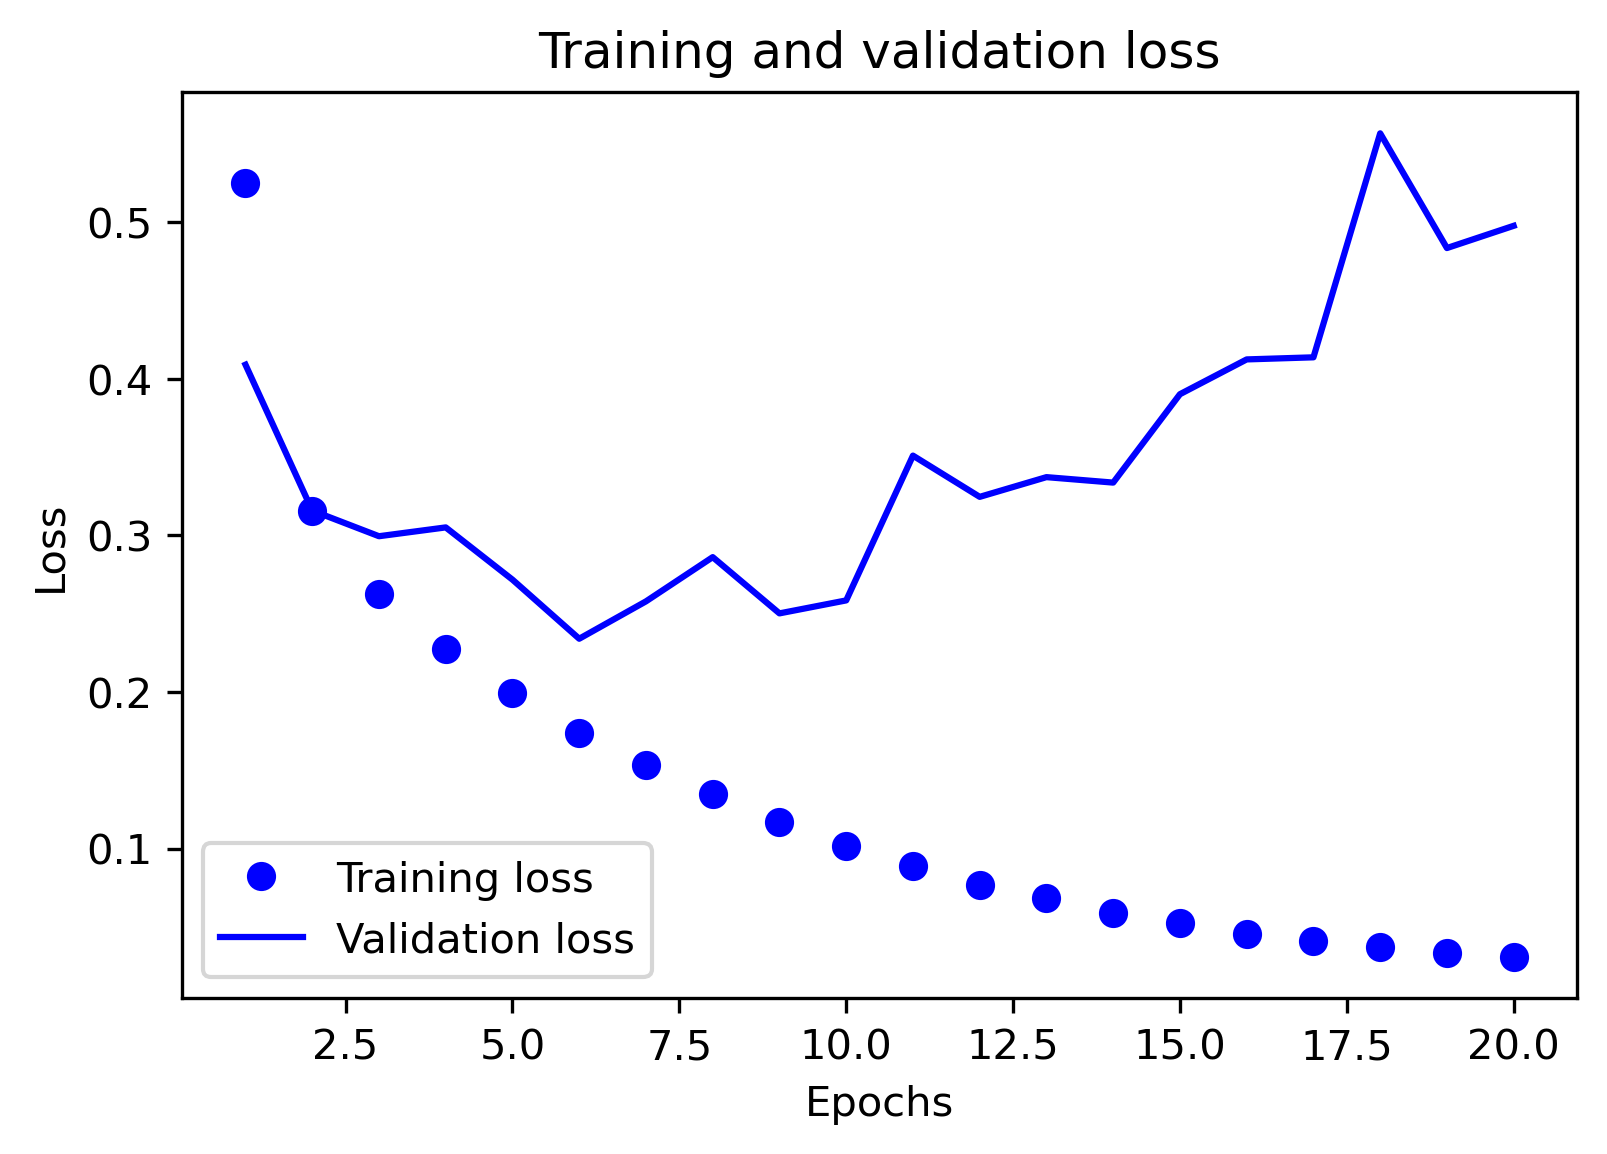 Training and validation loss
0.5
0.4
0.3
0.2
0.1
Loss
Training loss
Validation loss
2.5 5.0 7.5 10.0 12.5 15.0 17.5 20.0
Epochs